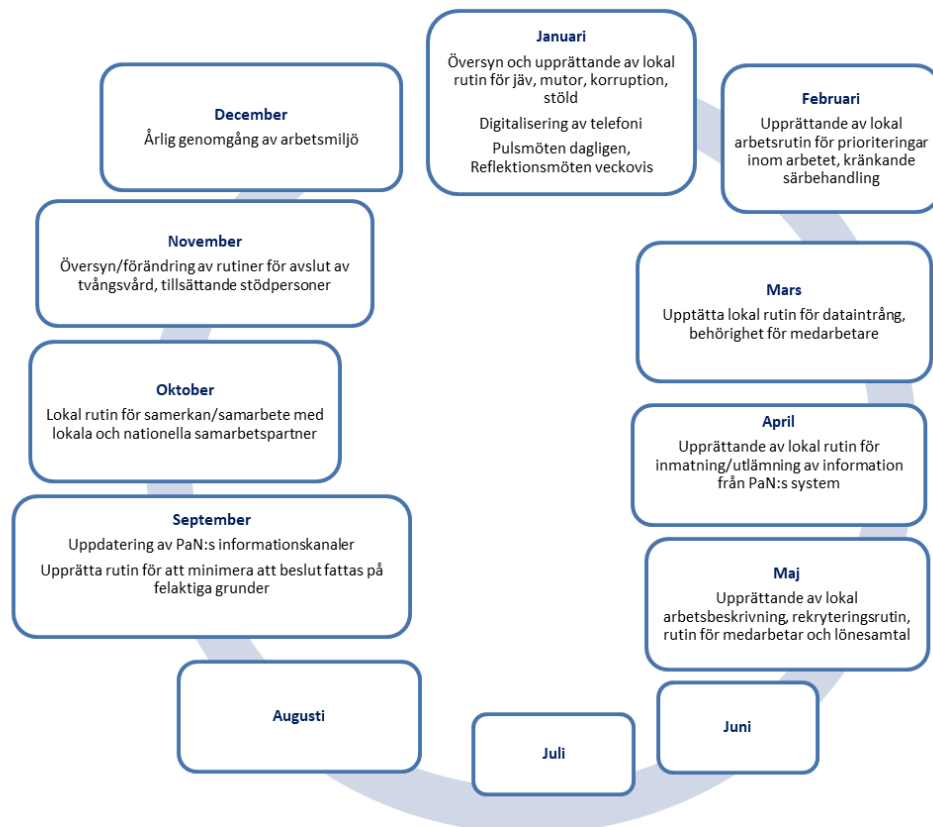 Januari
Översyn och upprättande av lokal
rutin för jäv, mutor, korruption,
stöld
Digitalisering av telefoni
Pulsmöten dagligen,
Reflektionsmöten veckovis
Februari
Upprättande av lokal
arbetsrutin för prioriteringar
inom arbetet, kränkande
särbehandling
Mars
Upptätta lokal rutin för dataintrång,
behörighet för medarbetare
April
Upprättande av lokal rutin för
inmatning/utlämning av information
från PaN:s system
Maj
Upprättande av lokal
arbetsbeskrivning, rekryteringsrutin,
rutin för medarbetar och lönesamtal
Juni
Juli
Augusti
September
Uppdatering av PaN:s informationskanaler
Upprätta rutin för att minimera att beslut fattas på
felaktiga grunder
Oktober
Lokal rutin för samerkan/samarbete med
lokala och nationella samarbetspartner
November
Översyn/förändring av rutiner för avslut av
tvångsvård, tillsättande stödpersoner
December
Årlig genomgång av arbetsmiljö